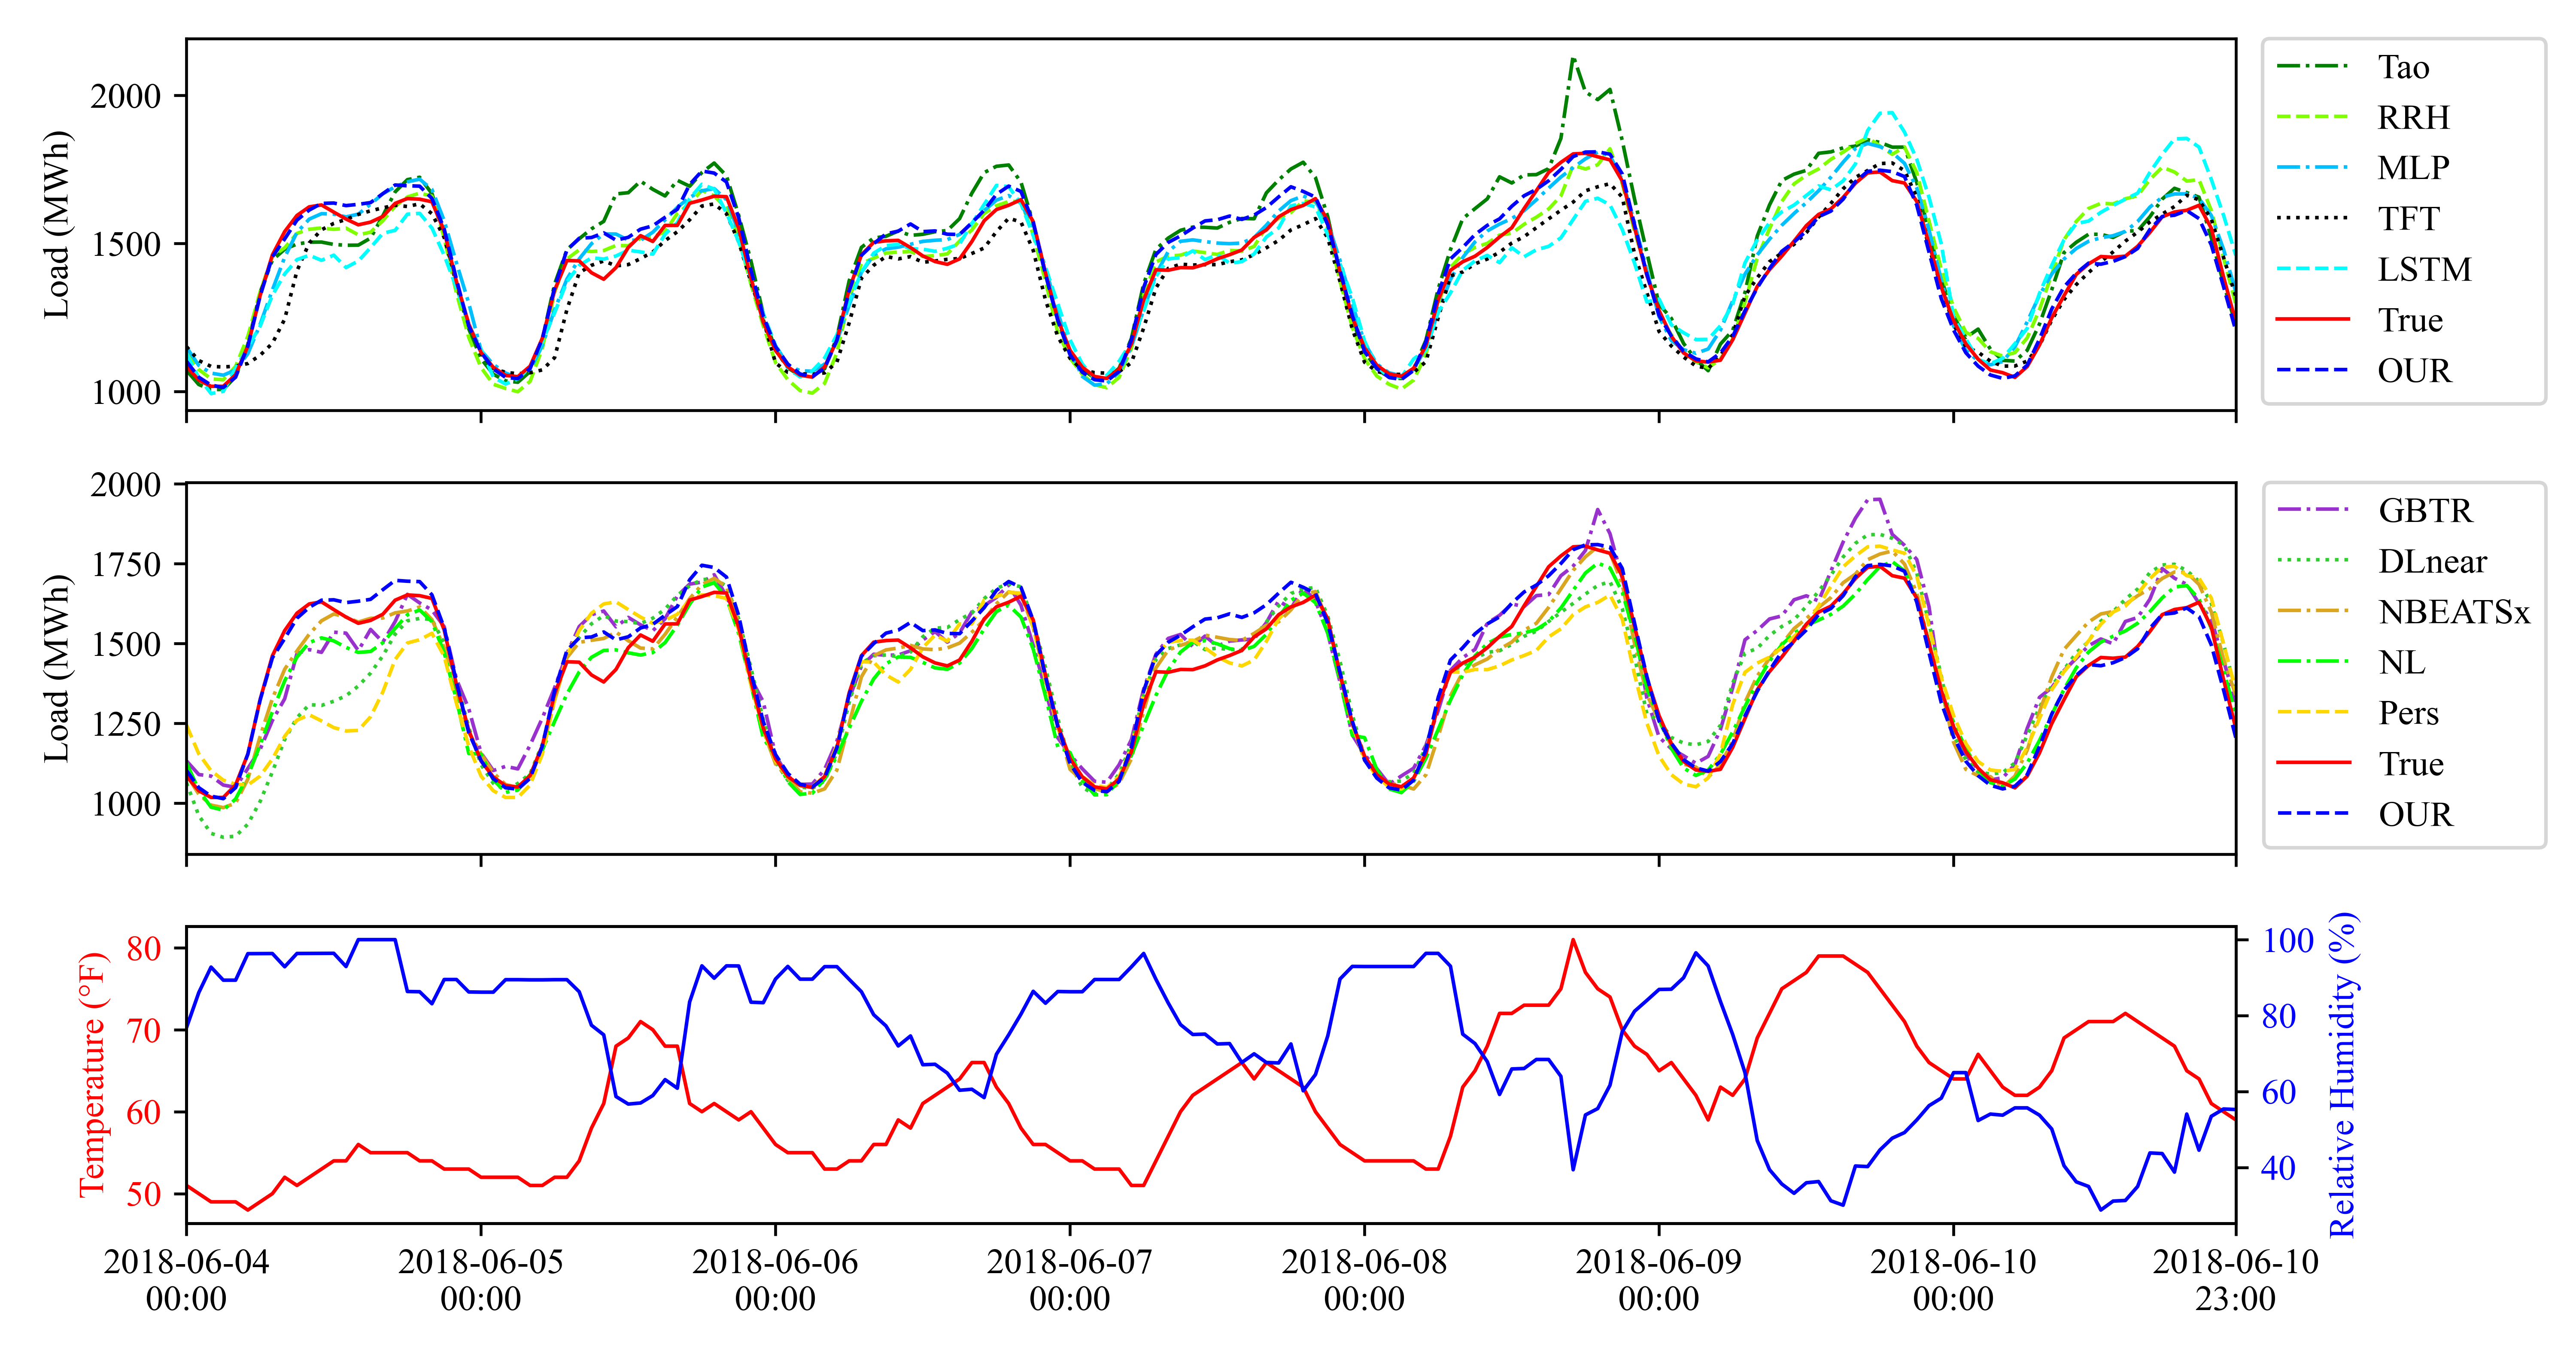 2000
1500
1000
Load (MWh)
Tao
RRH
MLP
TFT
LSTM
True
OUR
2000
1750
1500
1250
1000
Load (MWh)
GBTR
DLnear
NBEATSx
NL
Pers
True
OUR
80
70
60
50
Temperature (°F)
100
80
60
40
Relative Humidity (%)
2018-06-04
00:00
2018-06-05
00:00
2018-06-06
00:00
2018-06-07
00:00
2018-06-08
00:00
2018-06-09
00:00
2018-06-10
00:00
2018-06-10
23:00